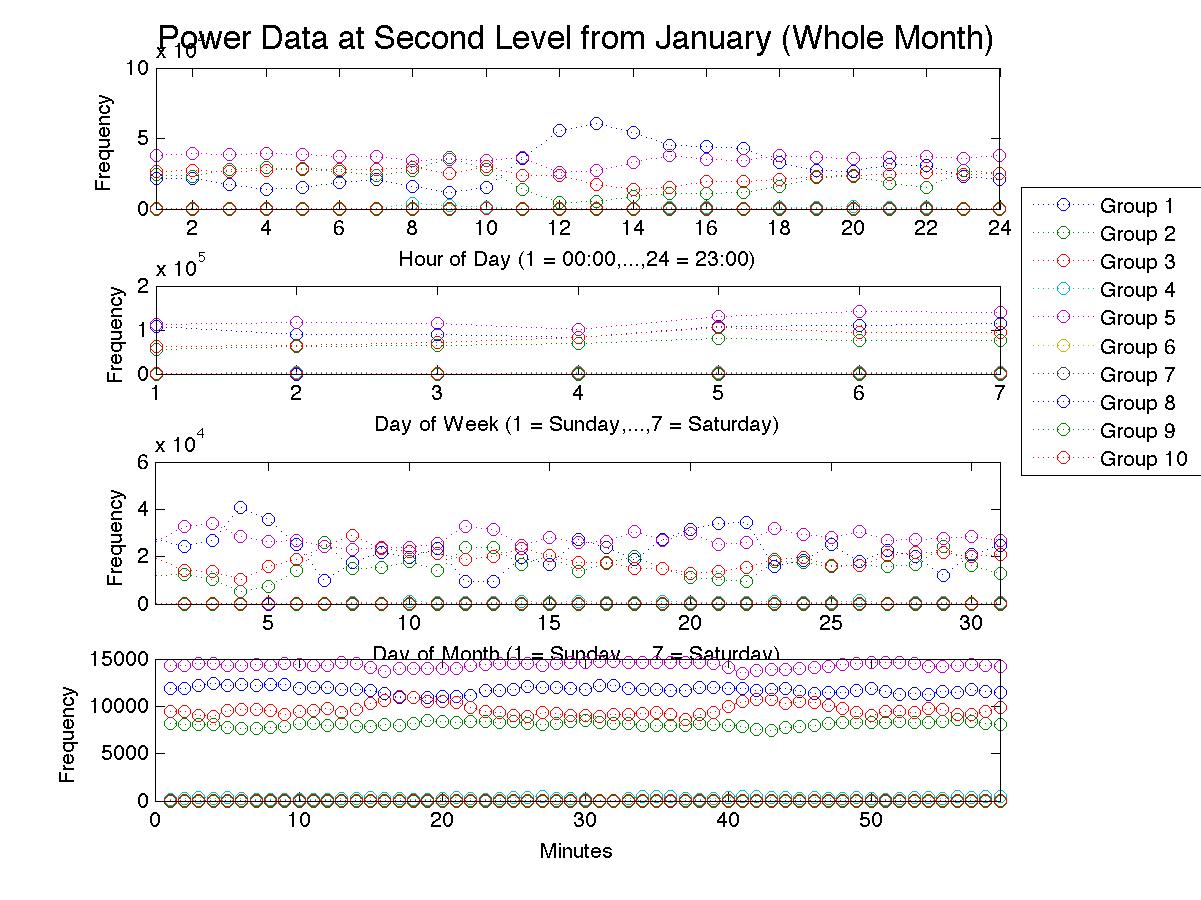 Power Data at Second Level from January (Whole Month)
x 10
10
5
0
Frequency
2 4 6 8 10 12 14 16 18 20 22 24
Hour of Day (1 = 00:00,...,24 = 23:00)
x 10^5
2
1
0
Frequency
1 2 3 4 5 6 7
Day of Week (1 = Sunday,...,7 = Saturday)
x 10^4
6
4
2
0
Frequency
5 10 15 20 25 30
Day of Month (1 = Sunday,...,7 = Saturday)
15000
10000
5000
0
Frequency
0 10 20 30 40 50
Minutes
Group 1
Group 2
Group 3
Group 4
Group 5
Group 6
Group 7
Group 8
Group 9
Group 10